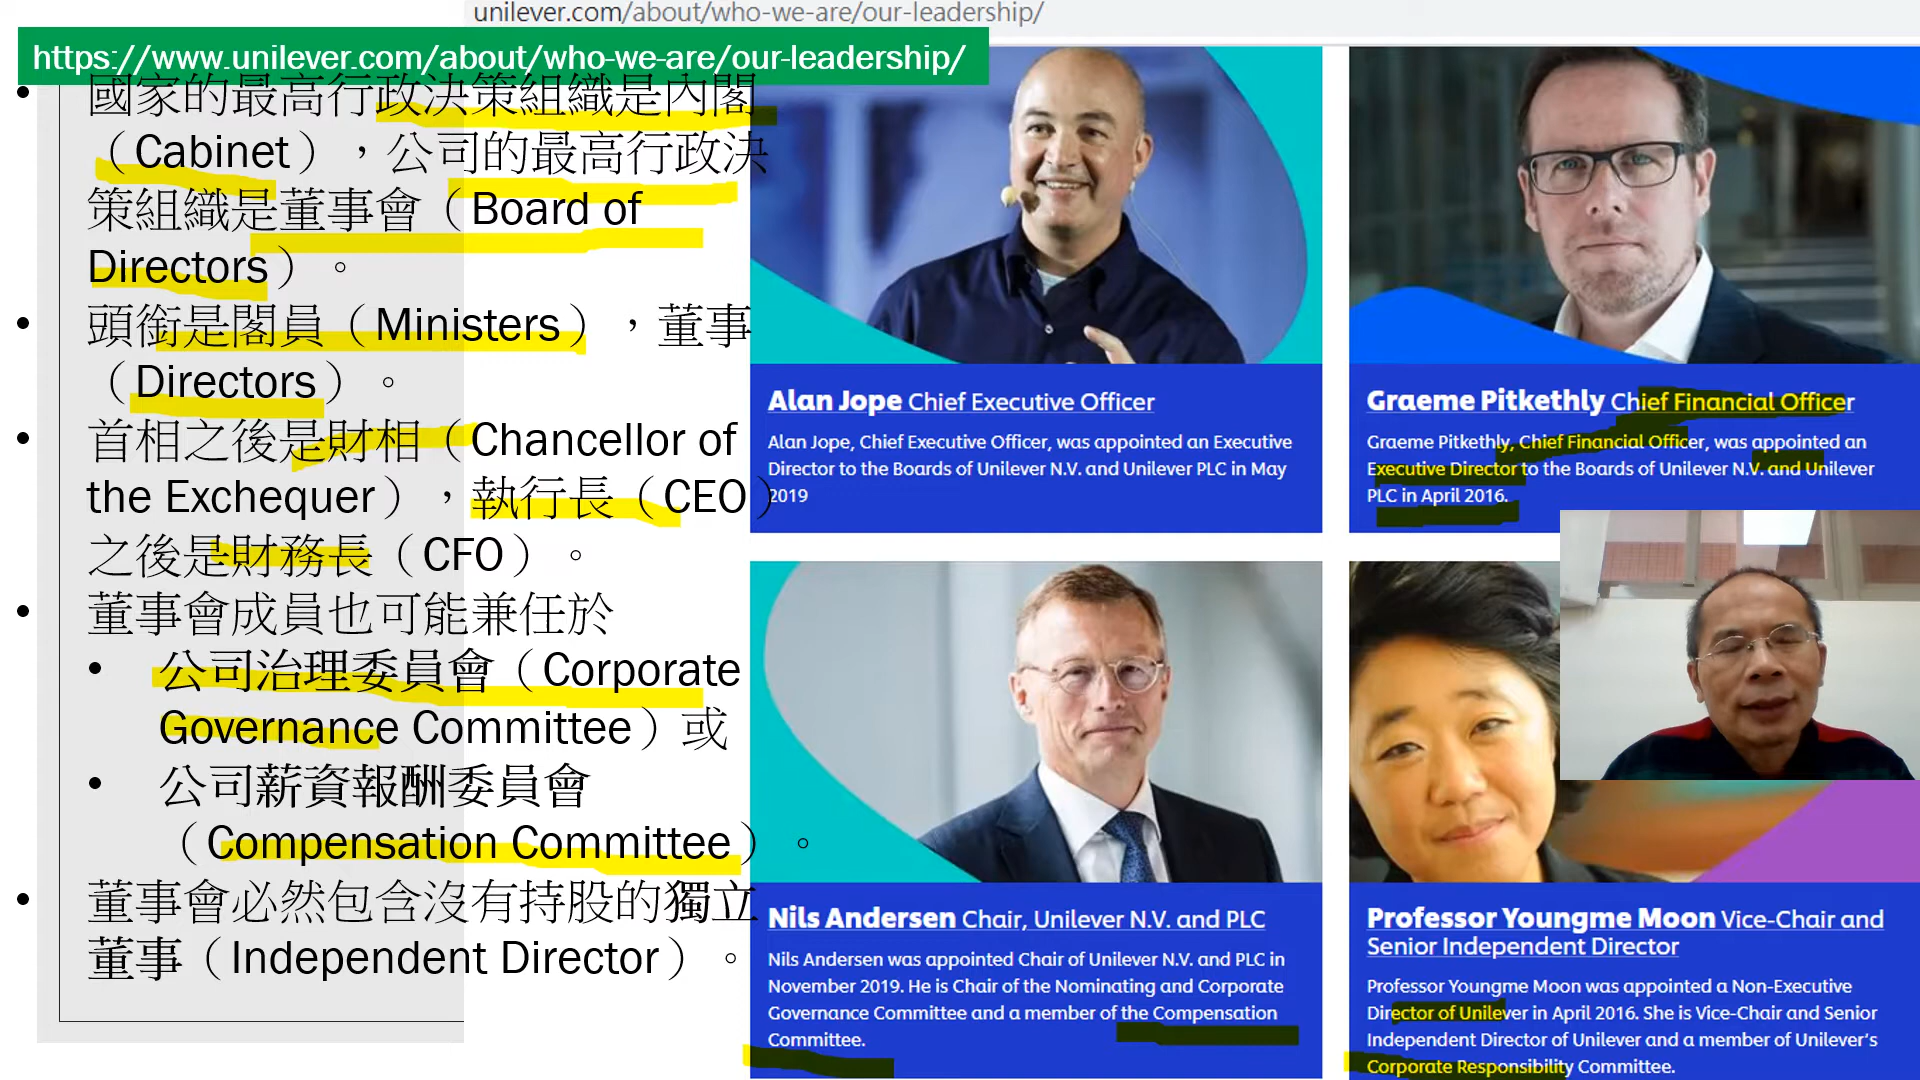 unilever.com/about/who-we-are/our-leadership/
https://www.unilever.com/about/who-we-are/our-leadership/
• 國家的最高行政決策組織是內閣
（Cabinet），公司的最高行政決
策組織是董事會（Board of
Directors）。
• 頭銜是閣員（Ministers），董事
（Directors）。
• 首相之後是財相（Chancellor of
the Exchequer），執行長（CEO）
之後是財務長（CFO）。
• 董事會成員也可能兼任於
• 公司治理委員會（Corporate
Governance Committee）或
• 公司薪資報酬委員會
（Compensation Committee）。
• 董事會必然包含沒有持股的獨立
董事（Independent Director）。
Alan Jope Chief Executive Officer
Alan Jope, Chief Executive Officer, was appointed an Executive
Director to the Boards of Unilever N.V. and Unilever PLC in May
2019
Graeme Pitkethly Chief Financial Officer
Graeme Pitkethly, Chief Financial Officer, was appointed an
Executive Director to the Boards of Unilever N.V. and Unilever
PLC in April 2016.
Nils Andersen Chair, Unilever N.V. and PLC
Nils Andersen was appointed Chair of Unilever N.V. and PLC in
November 2019. He is Chair of the Nominating and Corporate
Governance Committee and a member of the Compensation
Committee.
Professor Youngme Moon Vice-Chair and
Senior Independent Director
Professor Youngme Moon was appointed a Non-Executive
Director of Unilever in April 2016. She is Vice-Chair and Senior
Independent Director of Unilever and a member of Unilever's
Corporate Responsibility Committee.